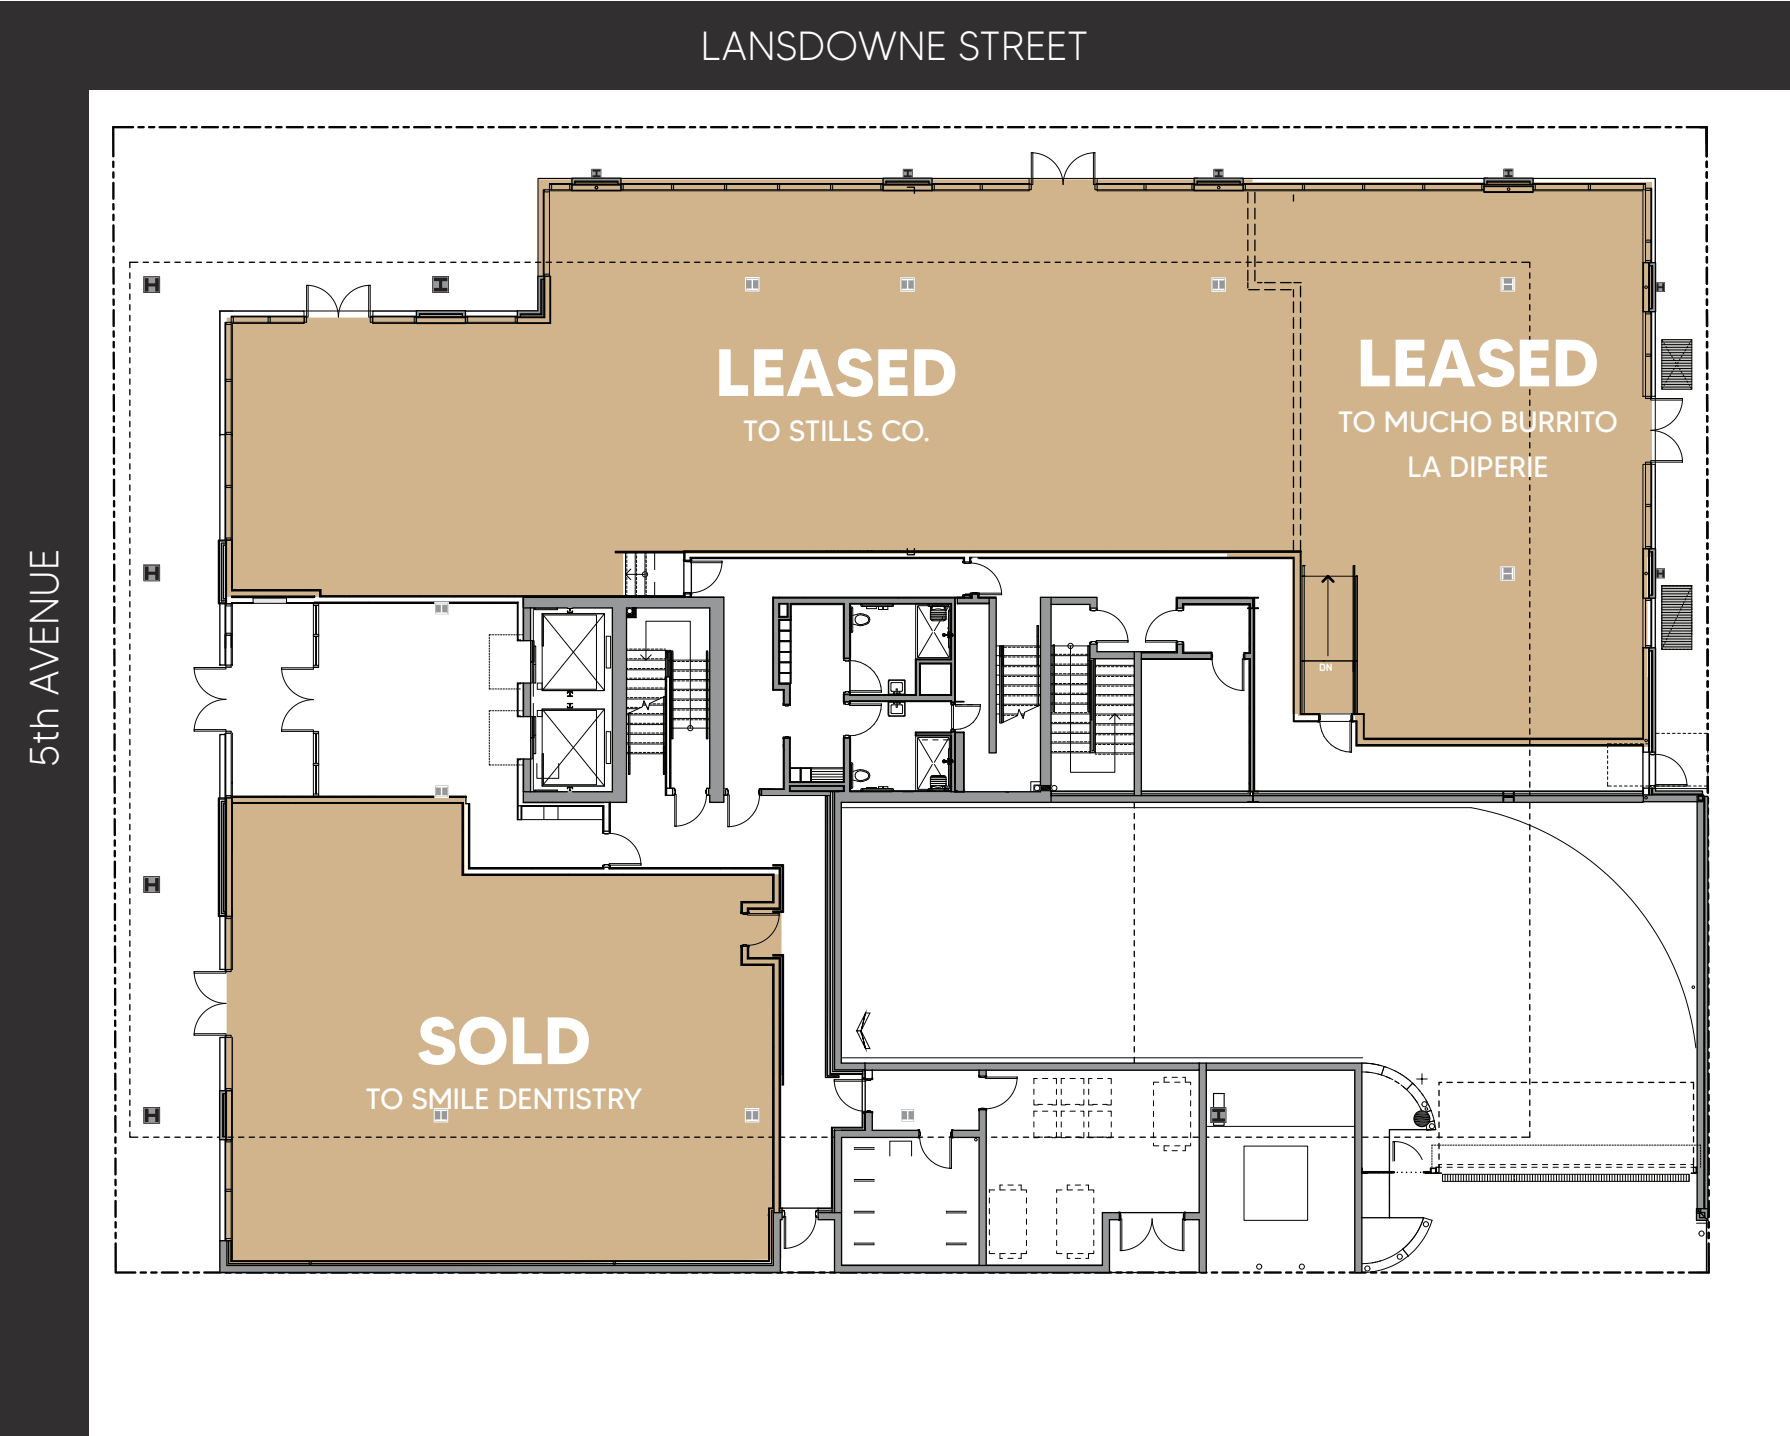 LANSDOWNE STREET
5th AVENUE
LEASED
TO STILLS CO.
LEASED
TO MUCHO BURRITO
LA DIPERIE
DN
SOLD
TO SMILE DENTISTRY